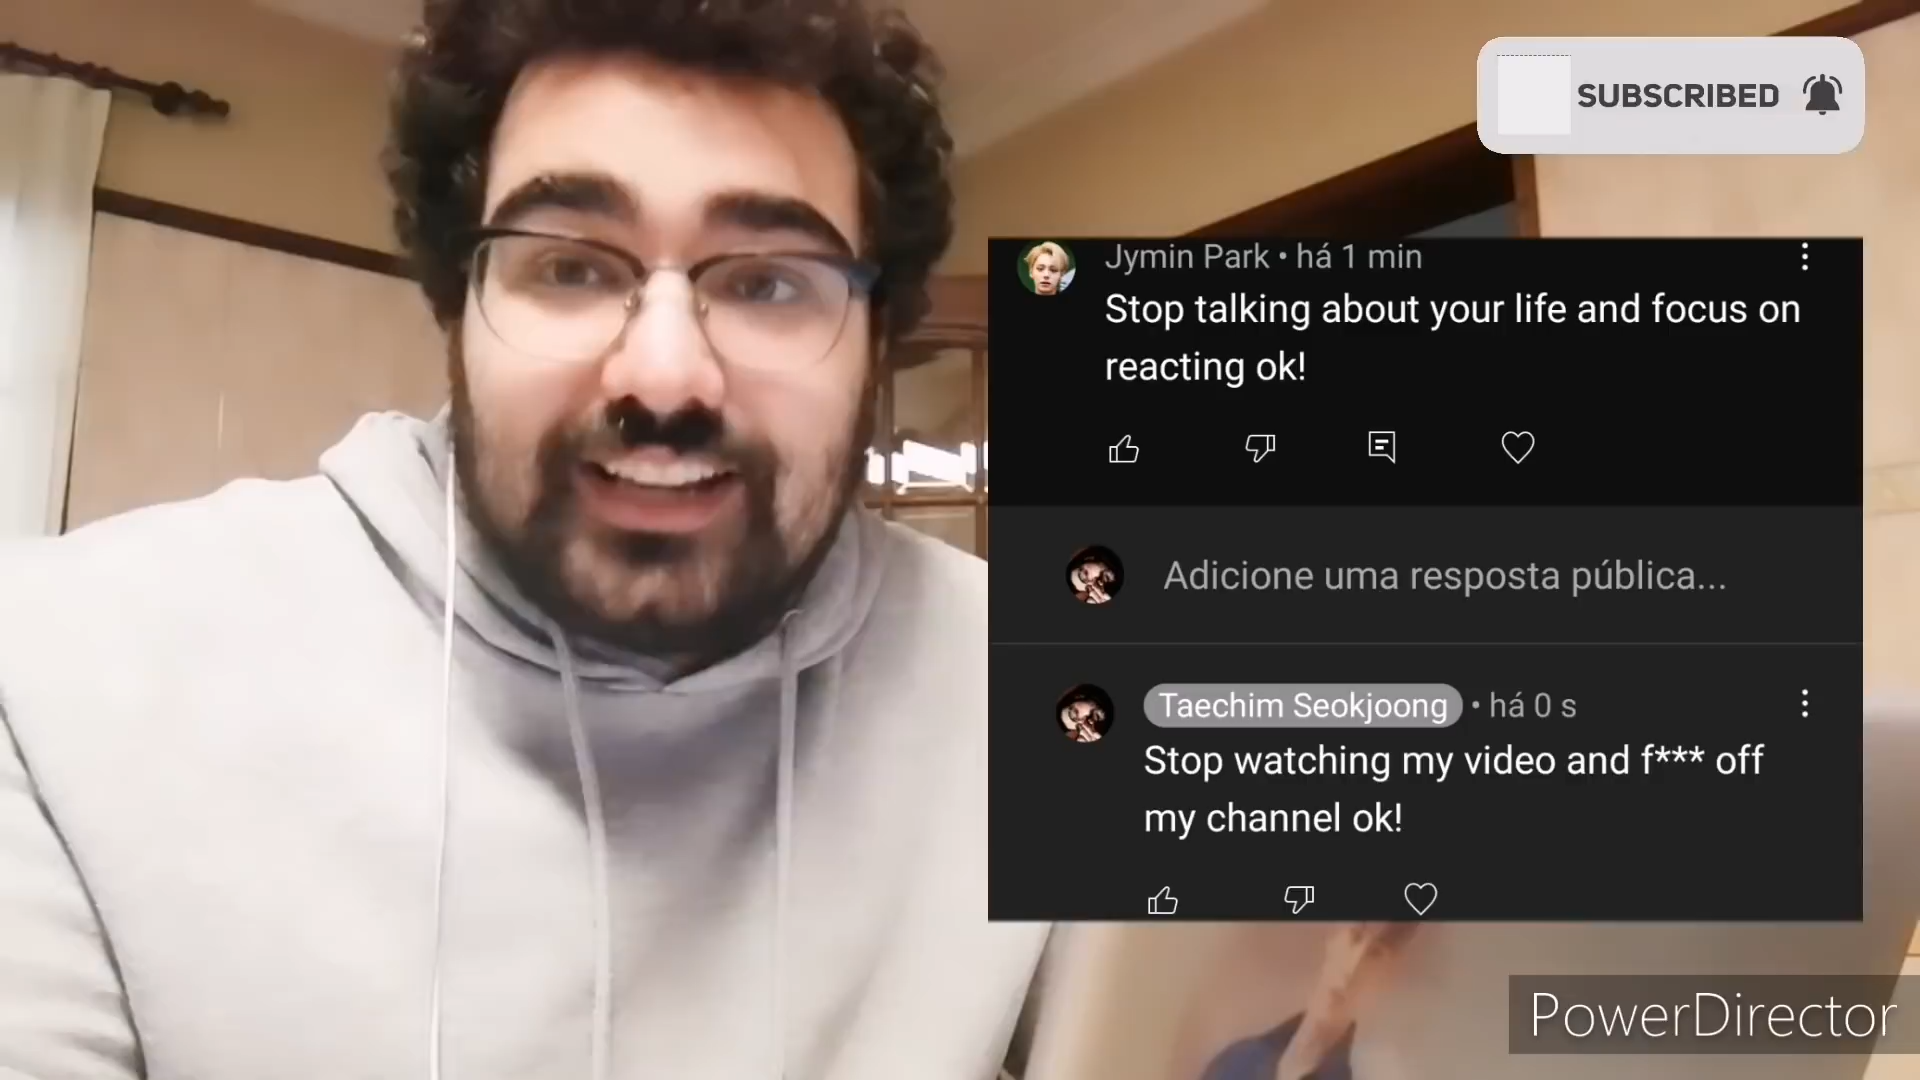 SUBSCRIBED
Jymin Park • há 1 min
Stop talking about your life and focus on
reacting ok!
Adicione uma resposta pública...
Taechim Seokjoong • há 0 s
Stop watching my video and f*** off
my channel ok!
PowerDirector